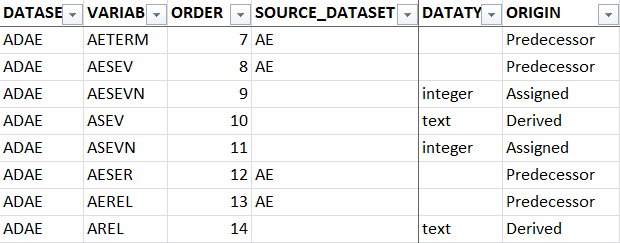 DATASE VARIAB ORDER SOURCE_DATASET DATATY ORIGIN
ADAE AETERM 7 AE Predecessor
ADAE AESEV 8 AE Predecessor
ADAE AESEVN 9 integer Assigned
ADAE ASEV 10 text Derived
ADAE ASEVN 11 integer Assigned
ADAE AESER 12 AE Predecessor
ADAE AEREL 13 AE Predecessor
ADAE AREL 14 text Derived